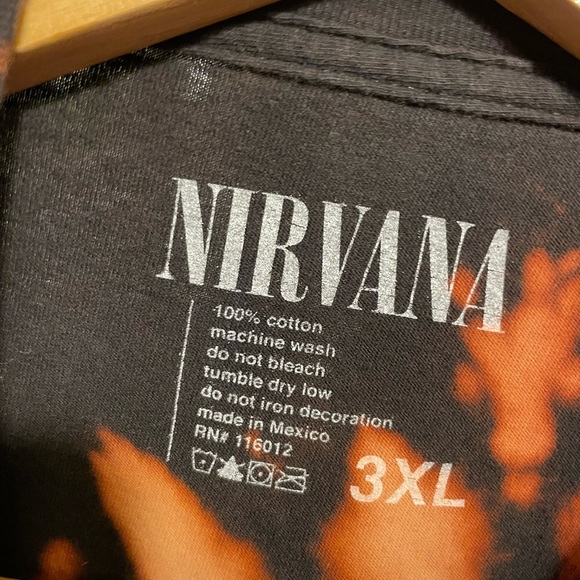 NIRVANA
100% cotton
machine wash
do not bleach
tumble dry low
do not iron decoration
made in Mexico
RN# 116012
3XL